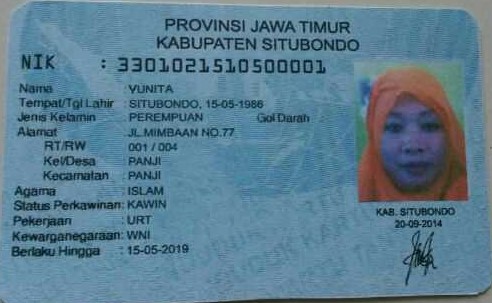 PROVINSI JAWA TIMUR
KABUPATEN SITUBONDO
NIK : 3301021510500001
Nama : YUNITA
Tempat/Tgl Lahir : SITUBONDO, 15-05-1986
Jenis Kelamin : PEREMPUAN Gol Darah
Alamat : JL.MIMBAAN NO.77
RT/RW : 001 / 004
Kel/Desa : PANJI
Kecamatan : PANJI
Agama : ISLAM
Status Perkawinan: KAWIN
Pekerjaan : URT
Kewarganegaraan: WNI
Berlaku Hingga : 15-05-2019
KAB. SITUBONDO
20-09-2014